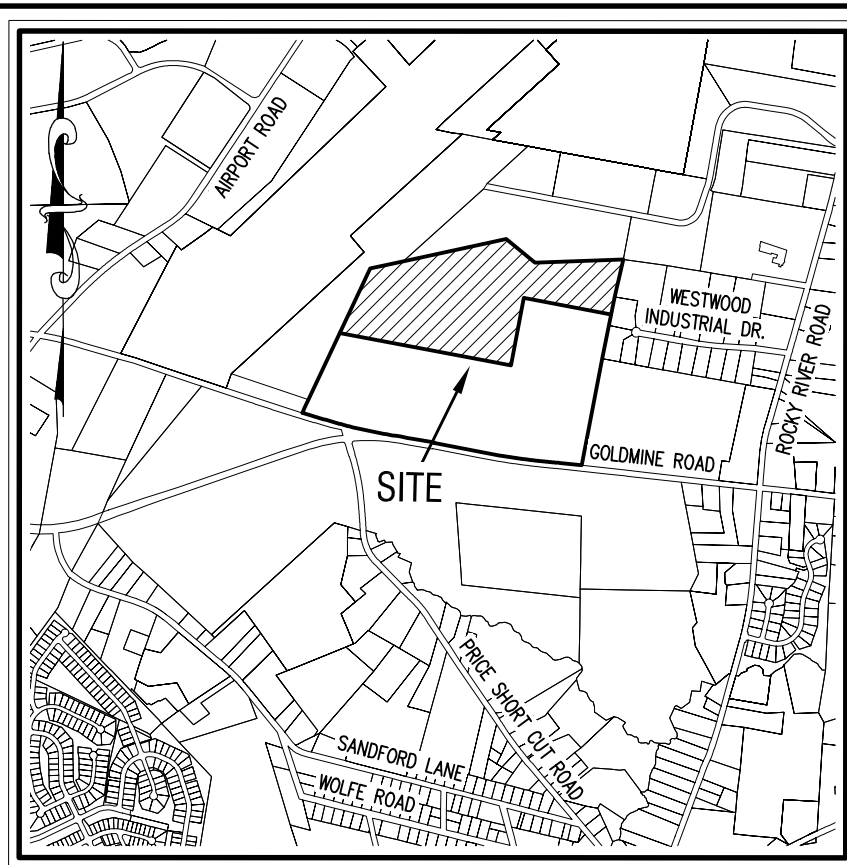 AIRPORT ROAD
WESTWOOD
INDUSTRIAL DR.
ROCKY RIVER ROAD
GOLDMINE ROAD
SITE
PRICE SHORT CUT ROAD
SANDFORD LANE
WOLFE ROAD